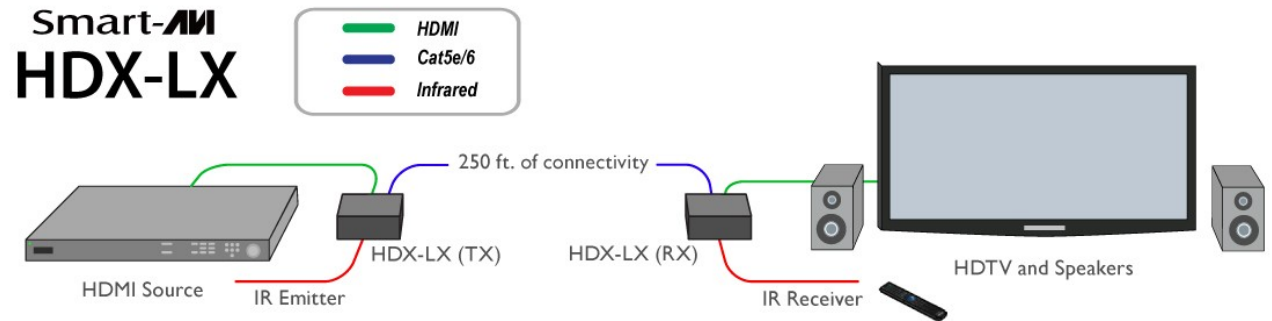 Smart-AVI
HDX-LX
HDMI
Cat5e/6
Infrared
250 ft. of connectivity
HDX-LX (TX)
HDX-LX (RX)
HDTV and Speakers
HDMI Source
IR Emitter
IR Receiver